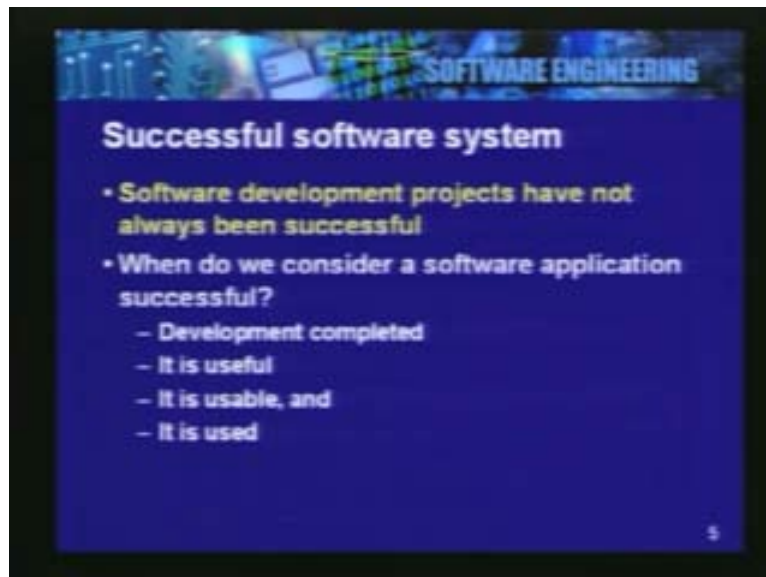 SOFTWARE ENGINEERING
Successful software system
• Software development projects have not
always been successful
• When do we consider a software application
successful?
– Development completed
– It is useful
– It is usable, and
– It is used
5